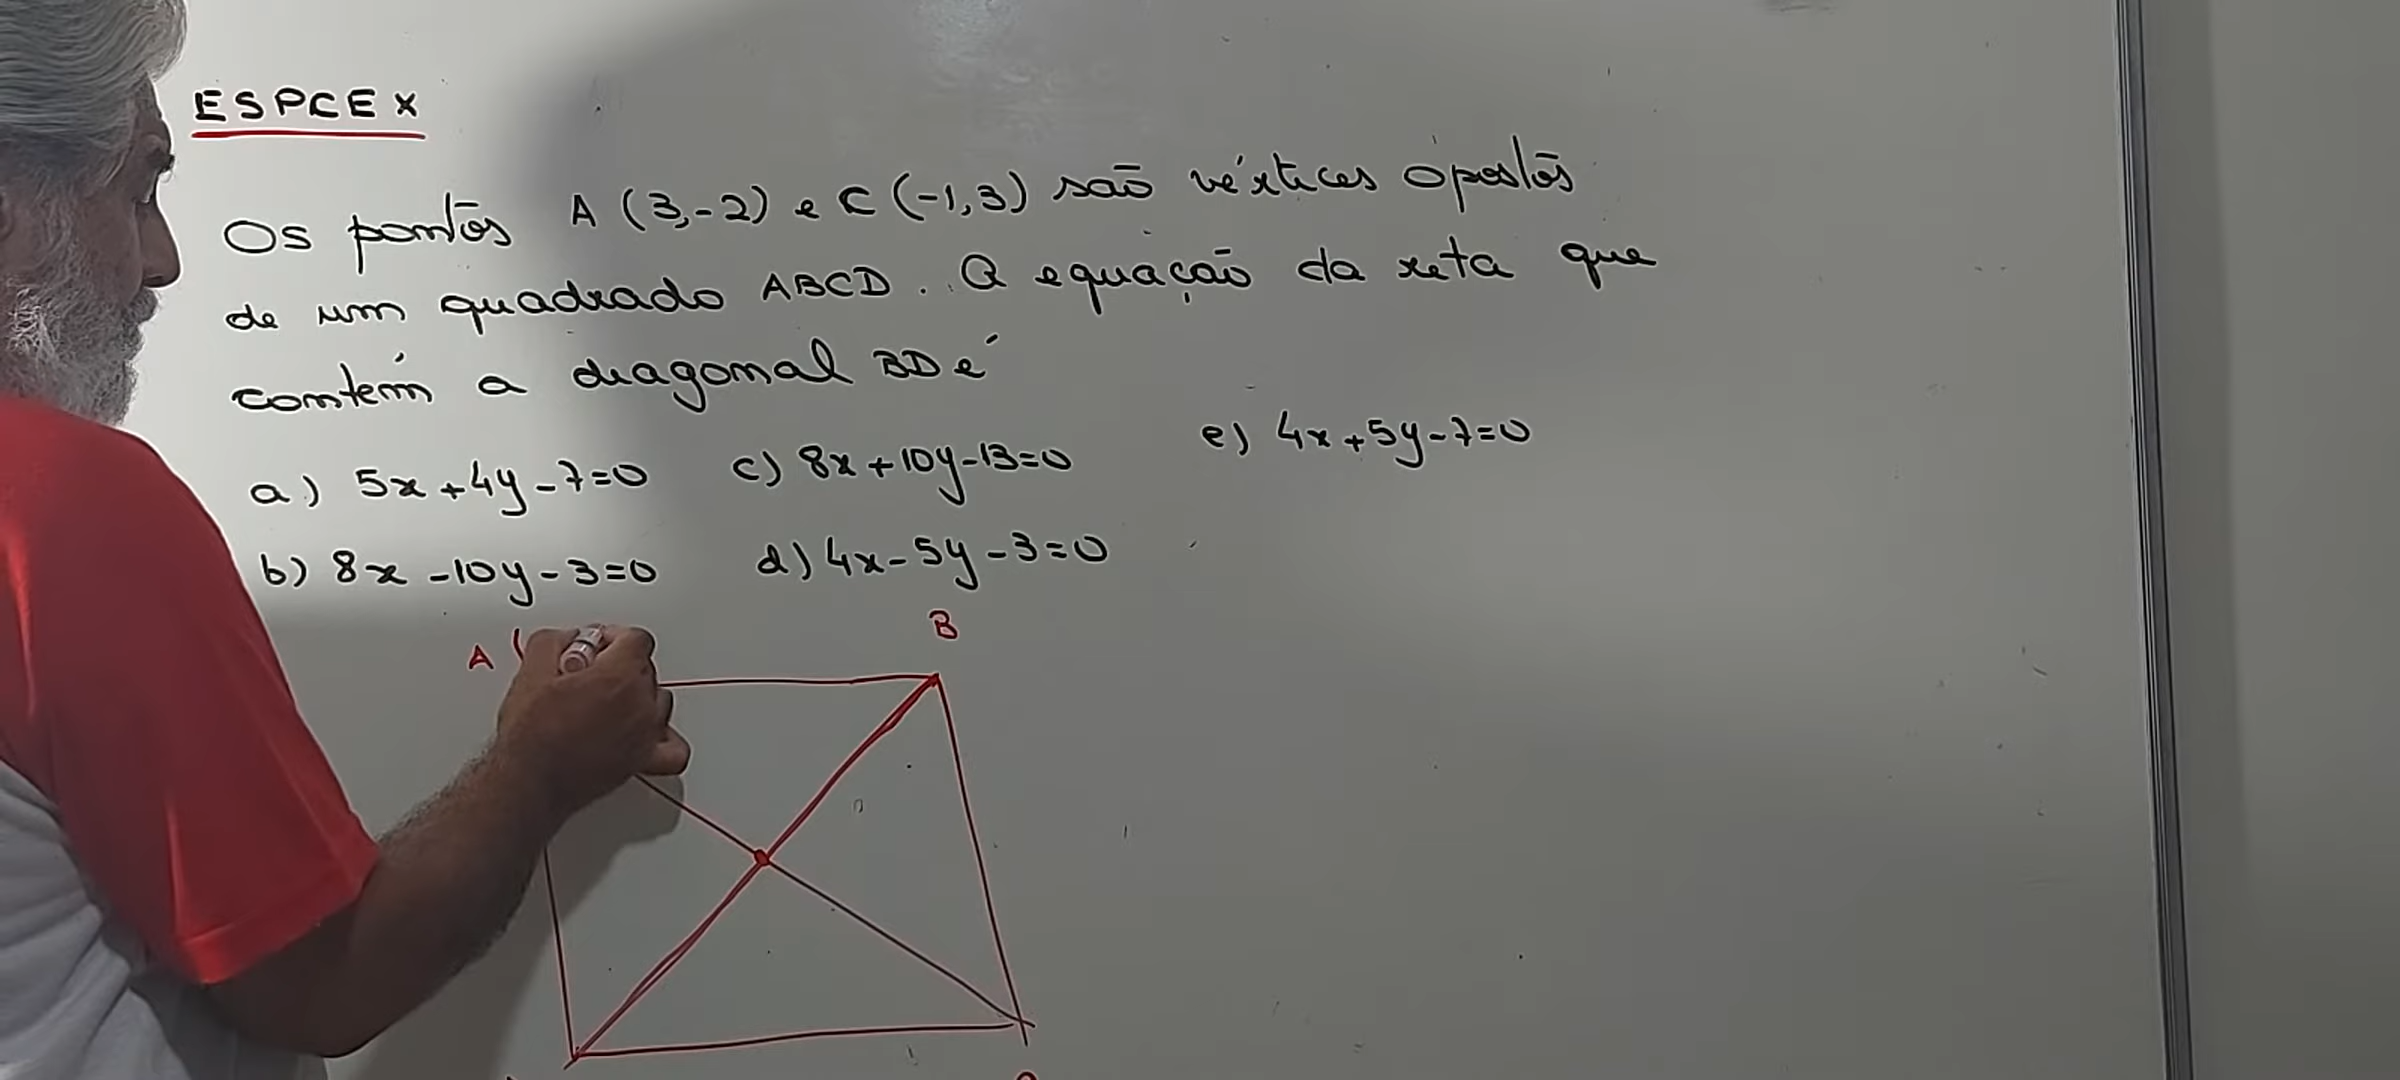 ESPCEX
Os pontos A (3,-2) e C (-1,3) são vértices opostos
de um quadrado ABCD. A equação da reta que
contém a diagonal BD é
a) 5x+4y-7=0 c) 8x+10y-13=0 e) 4x+5y-7=0
b) 8x-10y-3=0 d) 4x-5y-3=0
A ( B